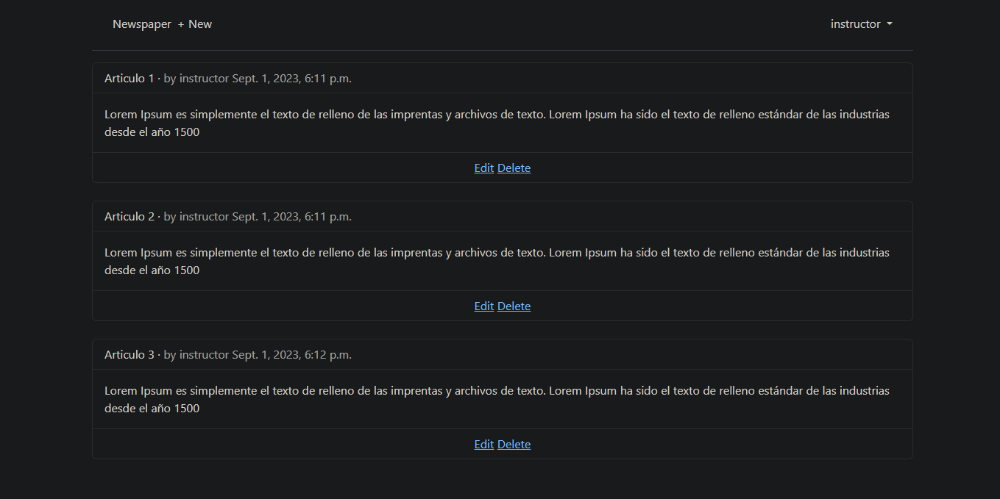 Newspaper + New instructor
Articulo 1 · by instructor Sept. 1, 2023, 6:11 p.m.
Lorem Ipsum es simplemente el texto de relleno de las imprentas y archivos de texto. Lorem Ipsum ha sido el texto de relleno estándar de las industrias
desde el año 1500
Edit Delete
Articulo 2 · by instructor Sept. 1, 2023, 6:11 p.m.
Lorem Ipsum es simplemente el texto de relleno de las imprentas y archivos de texto. Lorem Ipsum ha sido el texto de relleno estándar de las industrias
desde el año 1500
Edit Delete
Articulo 3 · by instructor Sept. 1, 2023, 6:12 p.m.
Lorem Ipsum es simplemente el texto de relleno de las imprentas y archivos de texto. Lorem Ipsum ha sido el texto de relleno estándar de las industrias
desde el año 1500
Edit Delete